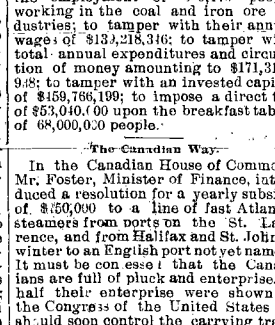 working in the coal and iron ore
dustries; to tamper with their ann
wages of $139,218,316; to tamper wi
total annual expenditures and circu
tion of money amounting to $171,3
9 8; to tamper with an invested capi
of $459,766,199; to impose a direct t
of $53,040,000 upon the breakfast tab
of 68,000,000 people.
The Canadian Way.
In the Canadian House of Commo
Mr. Foster, Minister of Finance, int
duced a resolution for a yearly subs
of $750,000 to a line of fast Atlan
steamers from ports on the St. La
rence, and from Halifax and St. John
winter to an English port not yet nam
It must be con esse l that the Can
ians are full of pluck and enterprise.
half their enterprise were shown
the Congress of the United States
should soon control the carrying t